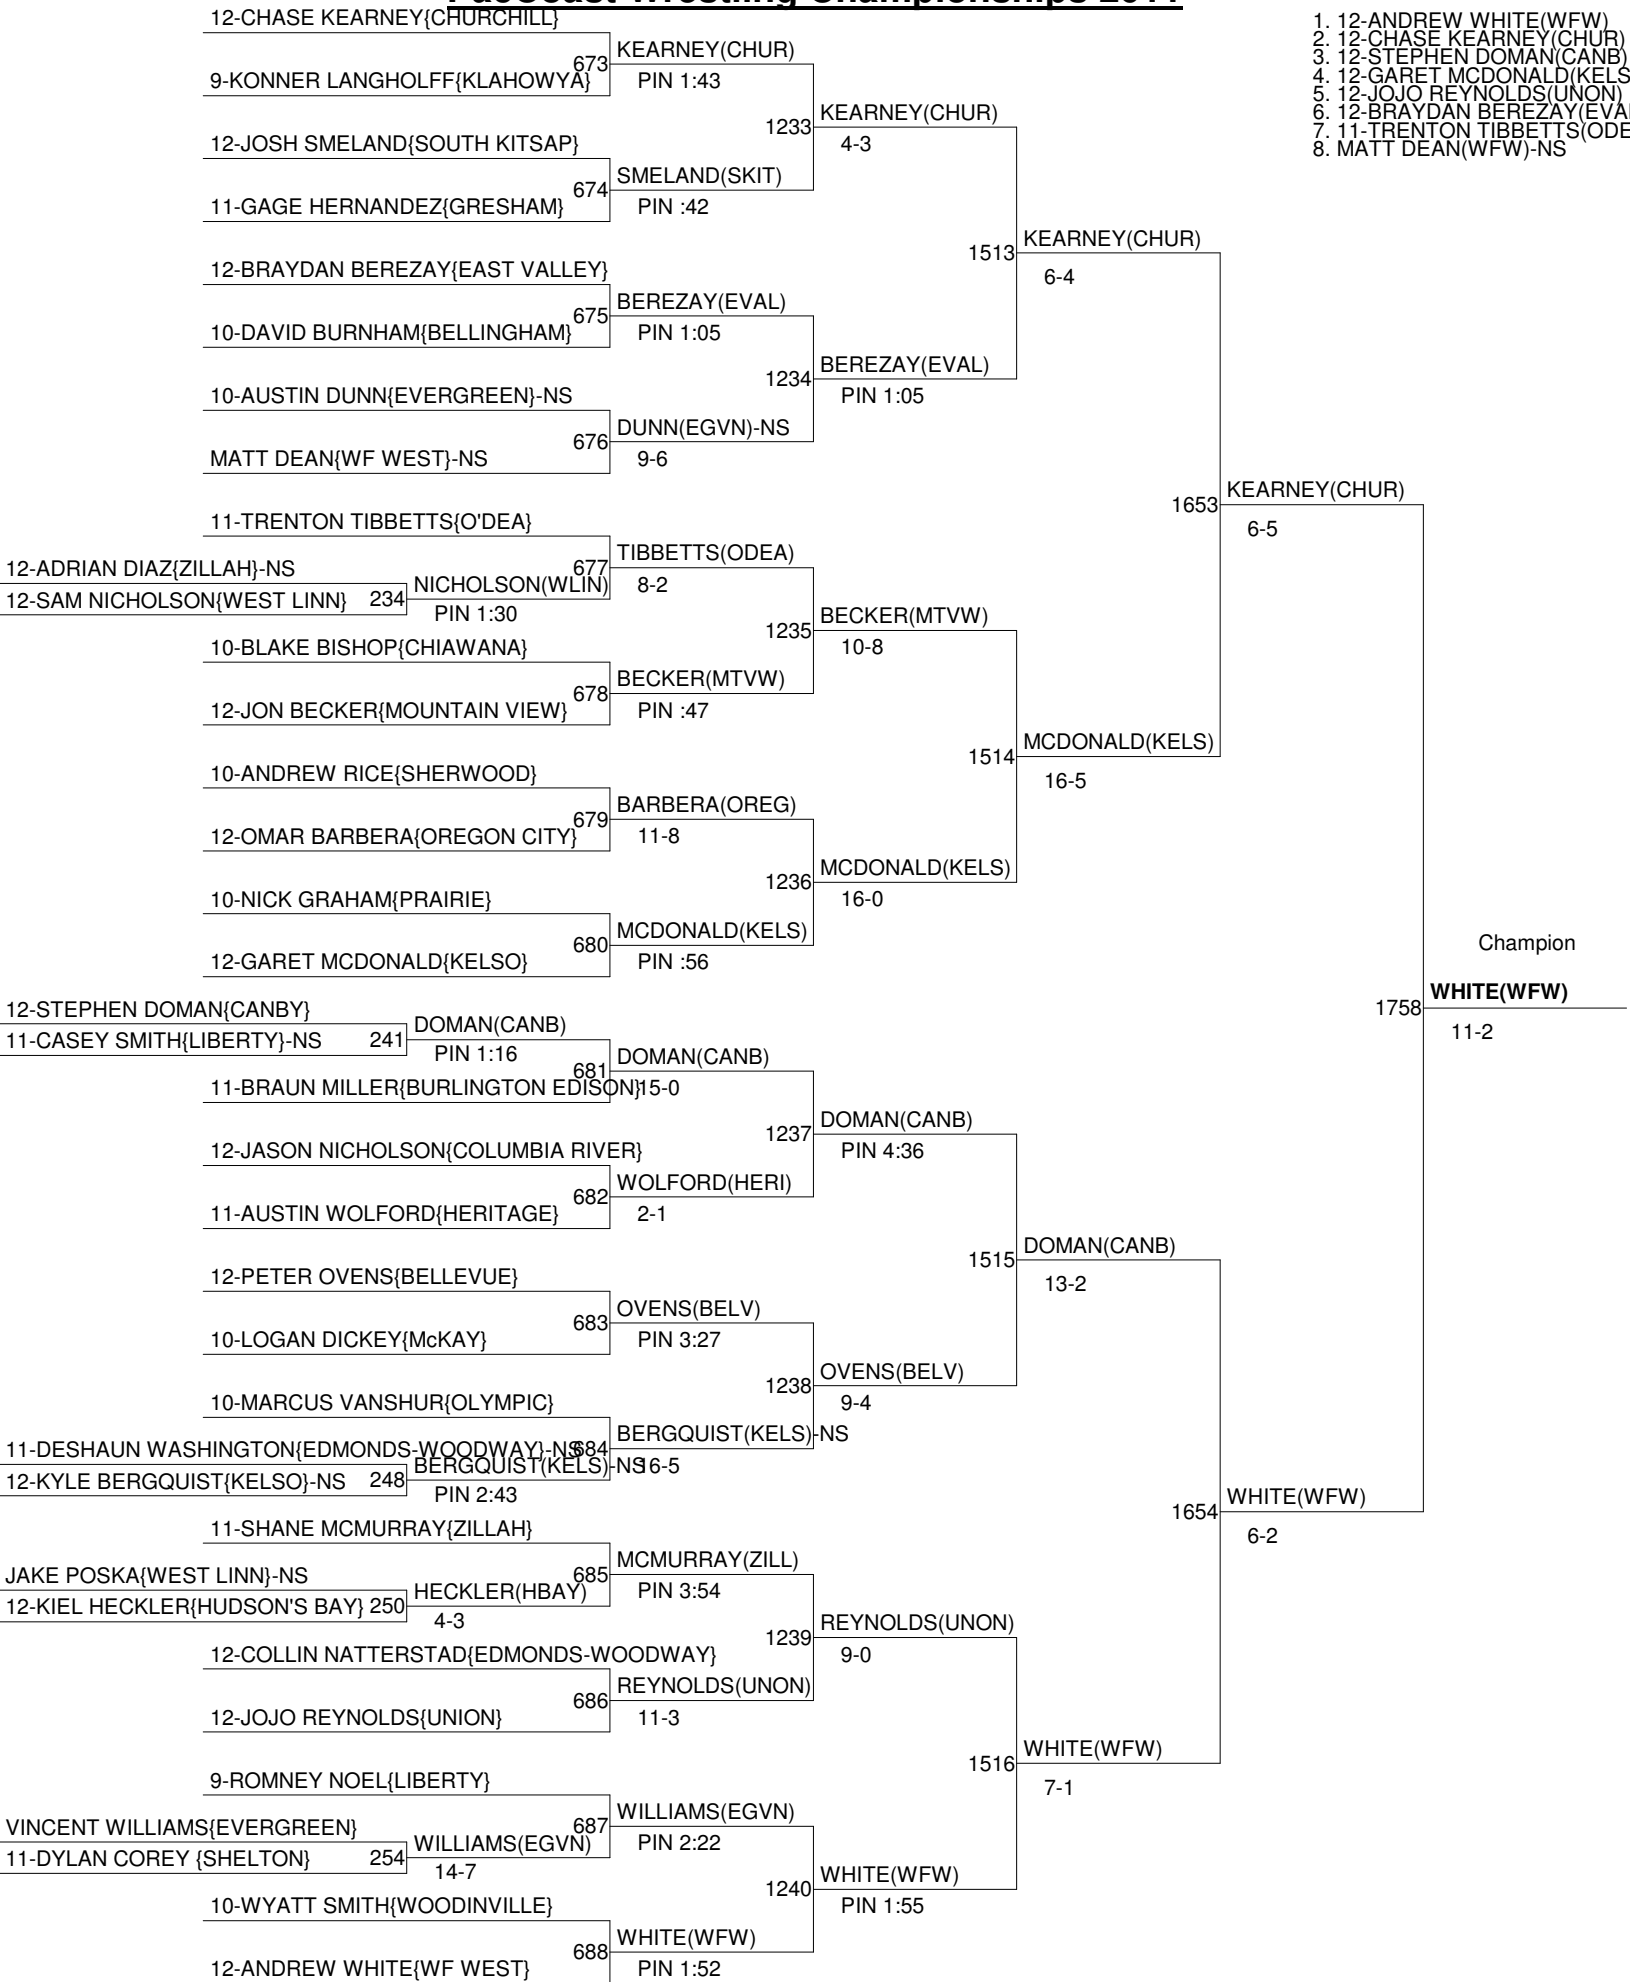 PacCoast Wrestling Championships 2011
1. 12-ANDREW WHITE(WFW)
2. 12-CHASE KEARNEY(CHUR)
3. 12-STEPHEN DOMAN(CANB)
4. 12-GARET MCDONALD(KELS
5. 12-JOJO REYNOLDS(UNON)
6. 12-BRAYDAN BEREZAY(EVAL
7. 11-TRENTON TIBBETTS(ODE
8. MATT DEAN(WFW)-NS
12-CHASE KEARNEY{CHURCHILL}
673 KEARNEY(CHUR)
9-KONNER LANGHOLFF{KLAHOWYA}
PIN 1:43
1233 KEARNEY(CHUR)
4-3
12-JOSH SMELAND{SOUTH KITSAP}
674 SMELAND(SKIT)
11-GAGE HERNANDEZ{GRESHAM}
PIN :42
1513 KEARNEY(CHUR)
6-4
12-BRAYDAN BEREZAY{EAST VALLEY}
675 BEREZAY(EVAL)
10-DAVID BURNHAM{BELLINGHAM}
PIN 1:05
1234 BEREZAY(EVAL)
PIN 1:05
10-AUSTIN DUNN{EVERGREEN}-NS
676 DUNN(EGVN)-NS
MATT DEAN{WF WEST}-NS
9-6
1653 KEARNEY(CHUR)
6-5
11-TRENTON TIBBETTS{O'DEA}
677 TIBBETTS(ODEA)
8-2
12-ADRIAN DIAZ{ZILLAH}-NS
12-SAM NICHOLSON{WEST LINN} 234
NICHOLSON(WLIN)
PIN 1:30
1235 BECKER(MTVW)
10-8
10-BLAKE BISHOP{CHIAWANA}
678 BECKER(MTVW)
12-JON BECKER{MOUNTAIN VIEW}
PIN :47
1514 MCDONALD(KELS)
16-5
10-ANDREW RICE{SHERWOOD}
679 BARBERA(OREG)
12-OMAR BARBERA{OREGON CITY}
11-8
1236 MCDONALD(KELS)
16-0
10-NICK GRAHAM{PRAIRIE}
680 MCDONALD(KELS)
12-GARET MCDONALD{KELSO}
PIN :56
Champion
1758 WHITE(WFW)
11-2
12-STEPHEN DOMAN{CANBY}
11-CASEY SMITH{LIBERTY}-NS 241
DOMAN(CANB)
PIN 1:16
681 DOMAN(CANB)
11-BRAUN MILLER{BURLINGTON EDISON}
15-0
1237 DOMAN(CANB)
PIN 4:36
12-JASON NICHOLSON{COLUMBIA RIVER}
682 WOLFORD(HERI)
11-AUSTIN WOLFORD{HERITAGE}
2-1
1515 DOMAN(CANB)
13-2
12-PETER OVENS{BELLEVUE}
683 OVENS(BELV)
10-LOGAN DICKEY{McKAY}
PIN 3:27
1238 OVENS(BELV)
9-4
10-MARCUS VANSHUR{OLYMPIC}
684 BERGQUIST(KELS)-NS
16-5
11-DESHAUN WASHINGTON{EDMONDS-WOODWAY}-NS
12-KYLE BERGQUIST{KELSO}-NS 248
BERGQUIST(KELS)-NS
PIN 2:43
1654 WHITE(WFW)
6-2
11-SHANE MCMURRAY{ZILLAH}
685 MCMURRAY(ZILL)
PIN 3:54
JAKE POSKA{WEST LINN}-NS
12-KIEL HECKLER{HUDSON'S BAY} 250
HECKLER(HBAY)
4-3
1239 REYNOLDS(UNON)
9-0
12-COLLIN NATTERSTAD{EDMONDS-WOODWAY}
686 REYNOLDS(UNON)
12-JOJO REYNOLDS{UNION}
11-3
1516 WHITE(WFW)
7-1
9-ROMNEY NOEL{LIBERTY}
687 WILLIAMS(EGVN)
PIN 2:22
VINCENT WILLIAMS{EVERGREEN}
11-DYLAN COREY {SHELTON} 254
WILLIAMS(EGVN)
14-7
1240 WHITE(WFW)
PIN 1:55
10-WYATT SMITH{WOODINVILLE}
688 WHITE(WFW)
12-ANDREW WHITE{WF WEST}
PIN 1:52